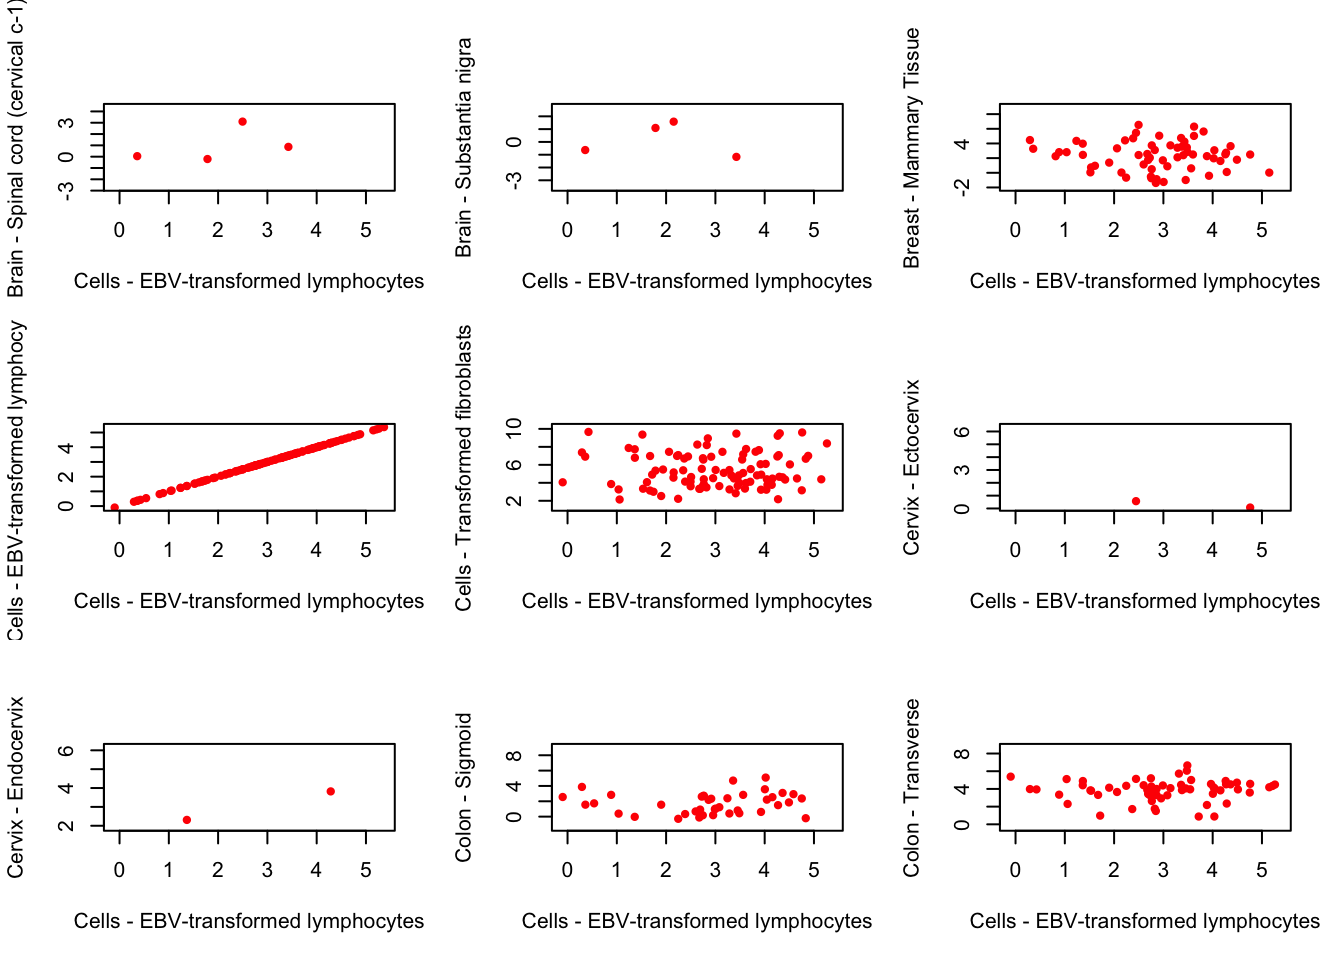 Brain - Spinal cord (cervical c-1)
3
0
-3
0 1 2 3 4 5
Cells - EBV-transformed lymphocytes
Brain - Substantia nigra
0
-3
0 1 2 3 4 5
Cells - EBV-transformed lymphocytes
Breast - Mammary Tissue
4
-2
0 1 2 3 4 5
Cells - EBV-transformed lymphocytes
Cells - EBV-transformed lymphocy
4
2
0
0 1 2 3 4 5
Cells - EBV-transformed lymphocytes
Cells - Transformed fibroblasts
10
6
2
0 1 2 3 4 5
Cells - EBV-transformed lymphocytes
Cervix - Ectocervix
6
3
0
0 1 2 3 4 5
Cells - EBV-transformed lymphocytes
Cervix - Endocervix
6
4
2
0 1 2 3 4 5
Cells - EBV-transformed lymphocytes
Colon - Sigmoid
8
4
0
0 1 2 3 4 5
Cells - EBV-transformed lymphocytes
Colon - Transverse
8
4
0
0 1 2 3 4 5
Cells - EBV-transformed lymphocytes